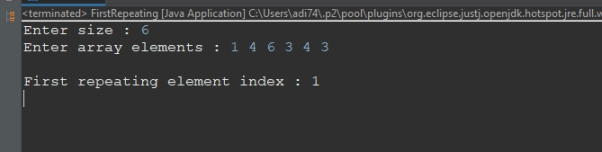 <terminated> FirstRepeating [Java Application] C:\Users\adi74\.p2\pool\plugins\org.eclipse.justj.openjdk.hotspot.jre.full.w
Enter size : 6
Enter array elements : 1 4 6 3 4 3
First repeating element index : 1